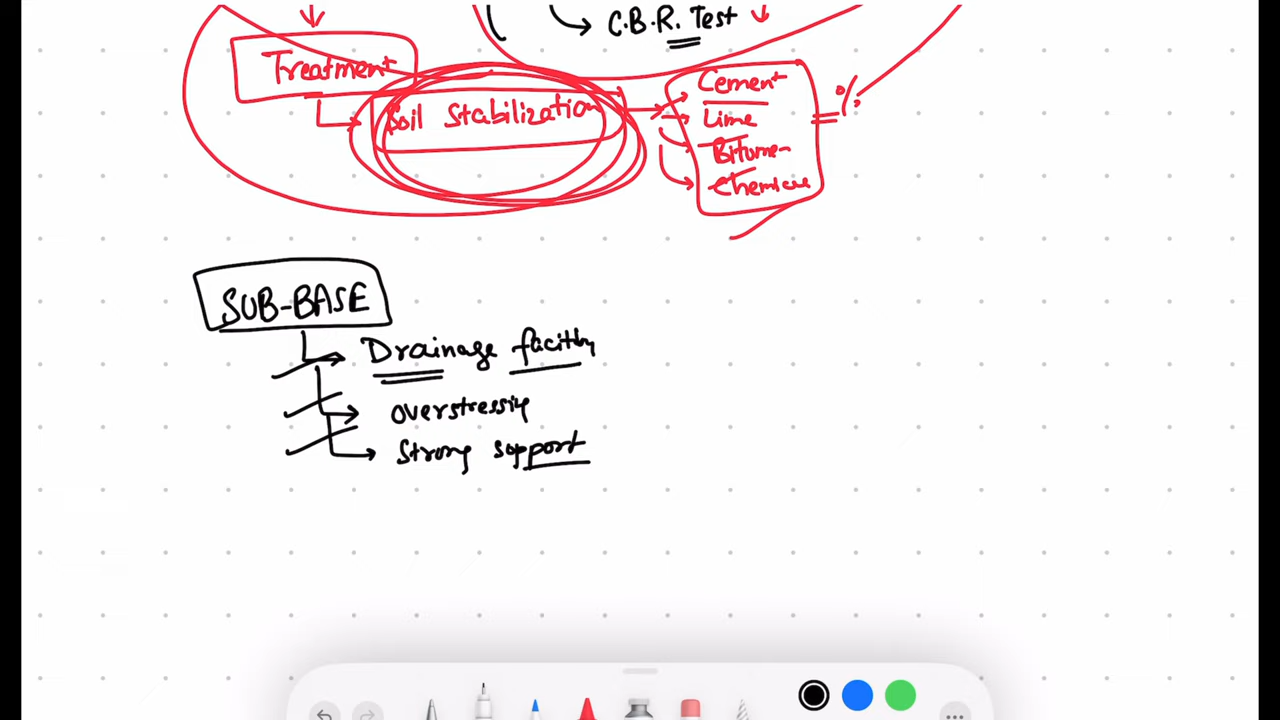 C.B.R. Test
Treatment
Soil Stabilization
Cement
Lime
Bitumen
Chemical
%
SUB-BASE
Drainage facility
overstressing
Strong support